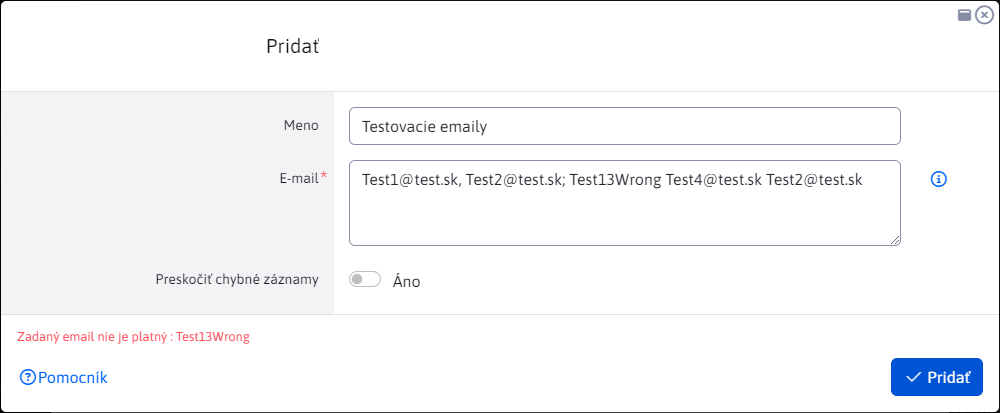 Pridať
Meno
Testovacie emaily
E-mail*
Test1@test.sk, Test2@test.sk; Test13Wrong Test4@test.sk Test2@test.sk
Preskočiť chybné záznamy
Áno
Zadaný email nie je platný : Test13Wrong
Pomocník
Pridať